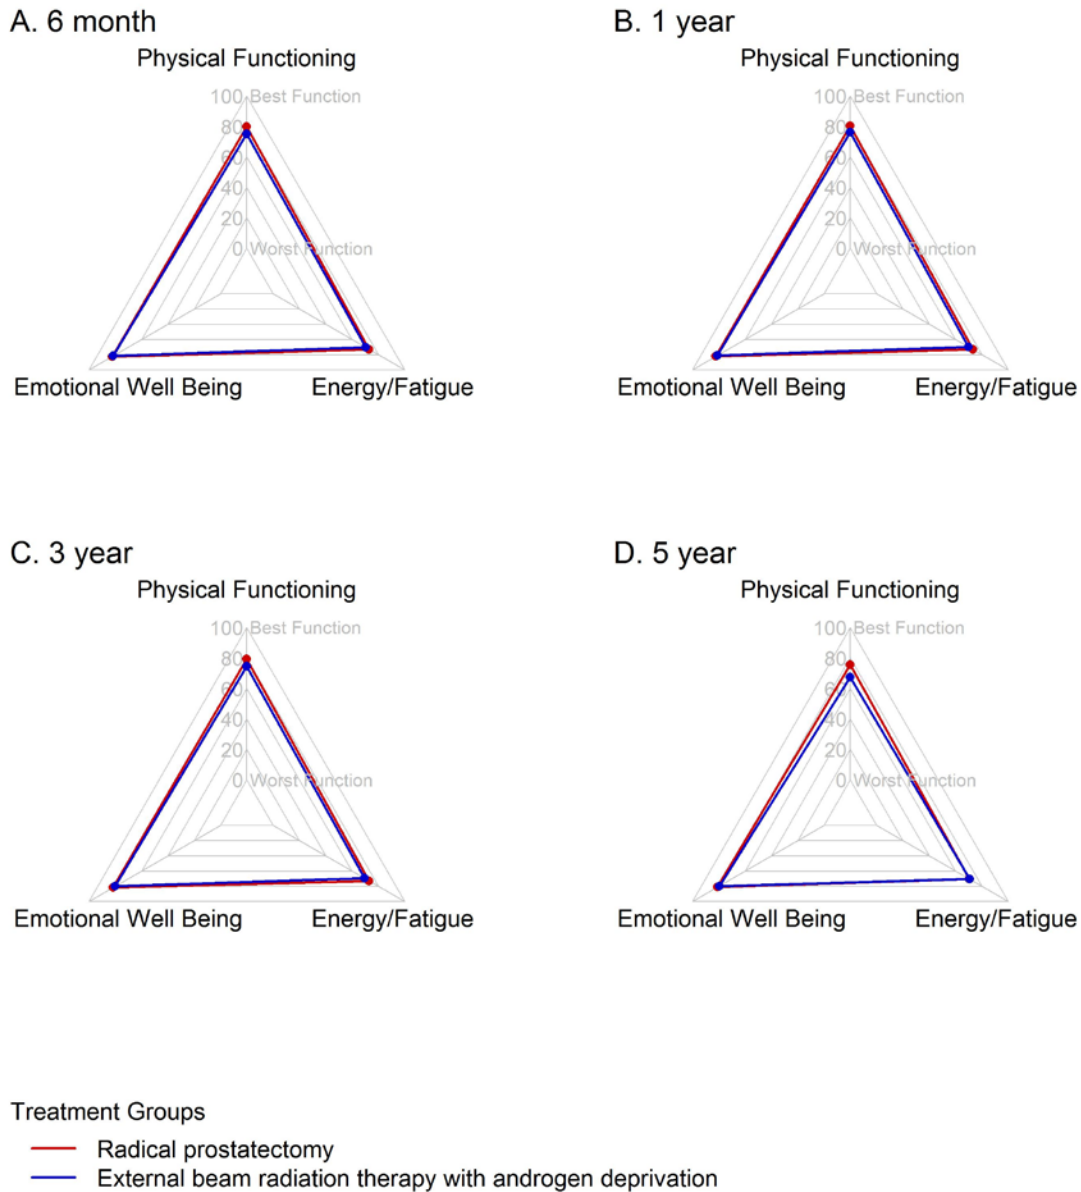 A. 6 month
Physical Functioning
100 Best Function
80
60
40
20
0 Worst Function
Emotional Well Being
Energy/Fatigue
B. 1 year
Physical Functioning
100 Best Function
80
60
40
20
0 Worst Function
Emotional Well Being
Energy/Fatigue
C. 3 year
Physical Functioning
100 Best Function
80
60
40
20
0 Worst Function
Emotional Well Being
Energy/Fatigue
D. 5 year
Physical Functioning
100 Best Function
80
60
40
20
0 Worst Function
Emotional Well Being
Energy/Fatigue
Treatment Groups
Radical prostatectomy
External beam radiation therapy with androgen deprivation